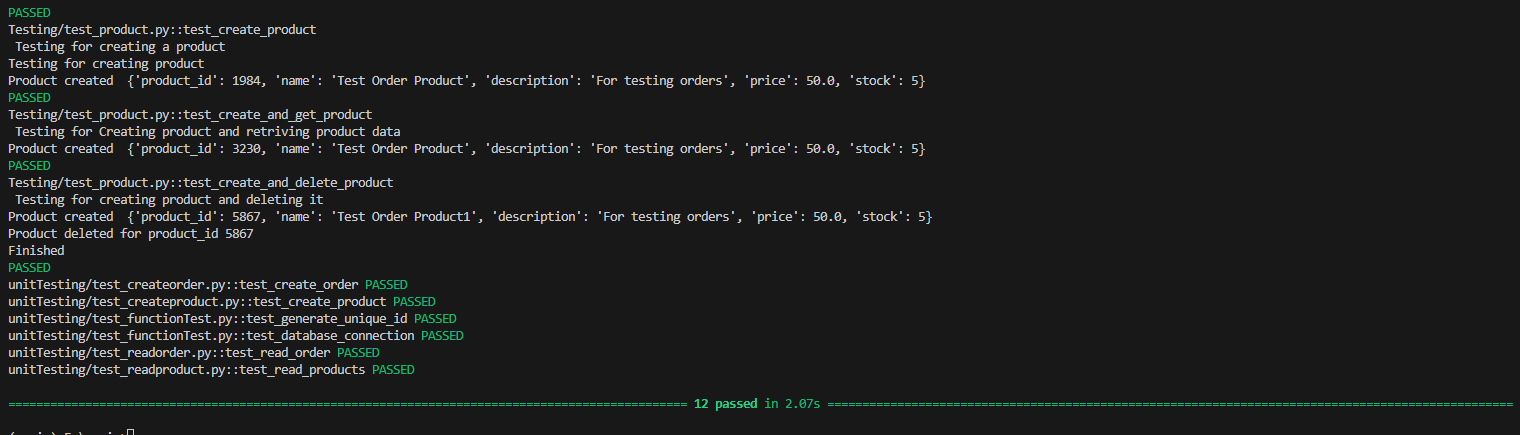 PASSED
Testing/test_product.py::test_create_product
Testing for creating a product
Testing for creating product
Product created  {'product_id': 1984, 'name': 'Test Order Product', 'description': 'For testing orders', 'price': 50.0, 'stock': 5}
PASSED
Testing/test_product.py::test_create_and_get_product
Testing for Creating product and retriving product data
Product created  {'product_id': 3230, 'name': 'Test Order Product', 'description': 'For testing orders', 'price': 50.0, 'stock': 5}
PASSED
Testing/test_product.py::test_create_and_delete_product
Testing for creating product and deleting it
Product created  {'product_id': 5867, 'name': 'Test Order Product1', 'description': 'For testing orders', 'price': 50.0, 'stock': 5}
Product deleted for product_id 5867
Finished
PASSED
unitTesting/test_createorder.py::test_create_order PASSED
unitTesting/test_createproduct.py::test_create_product PASSED
unitTesting/test_functionTest.py::test_generate_unique_id PASSED
unitTesting/test_functionTest.py::test_database_connection PASSED
unitTesting/test_readorder.py::test_read_order PASSED
unitTesting/test_readproduct.py::test_read_products PASSED
12 passed in 2.07s